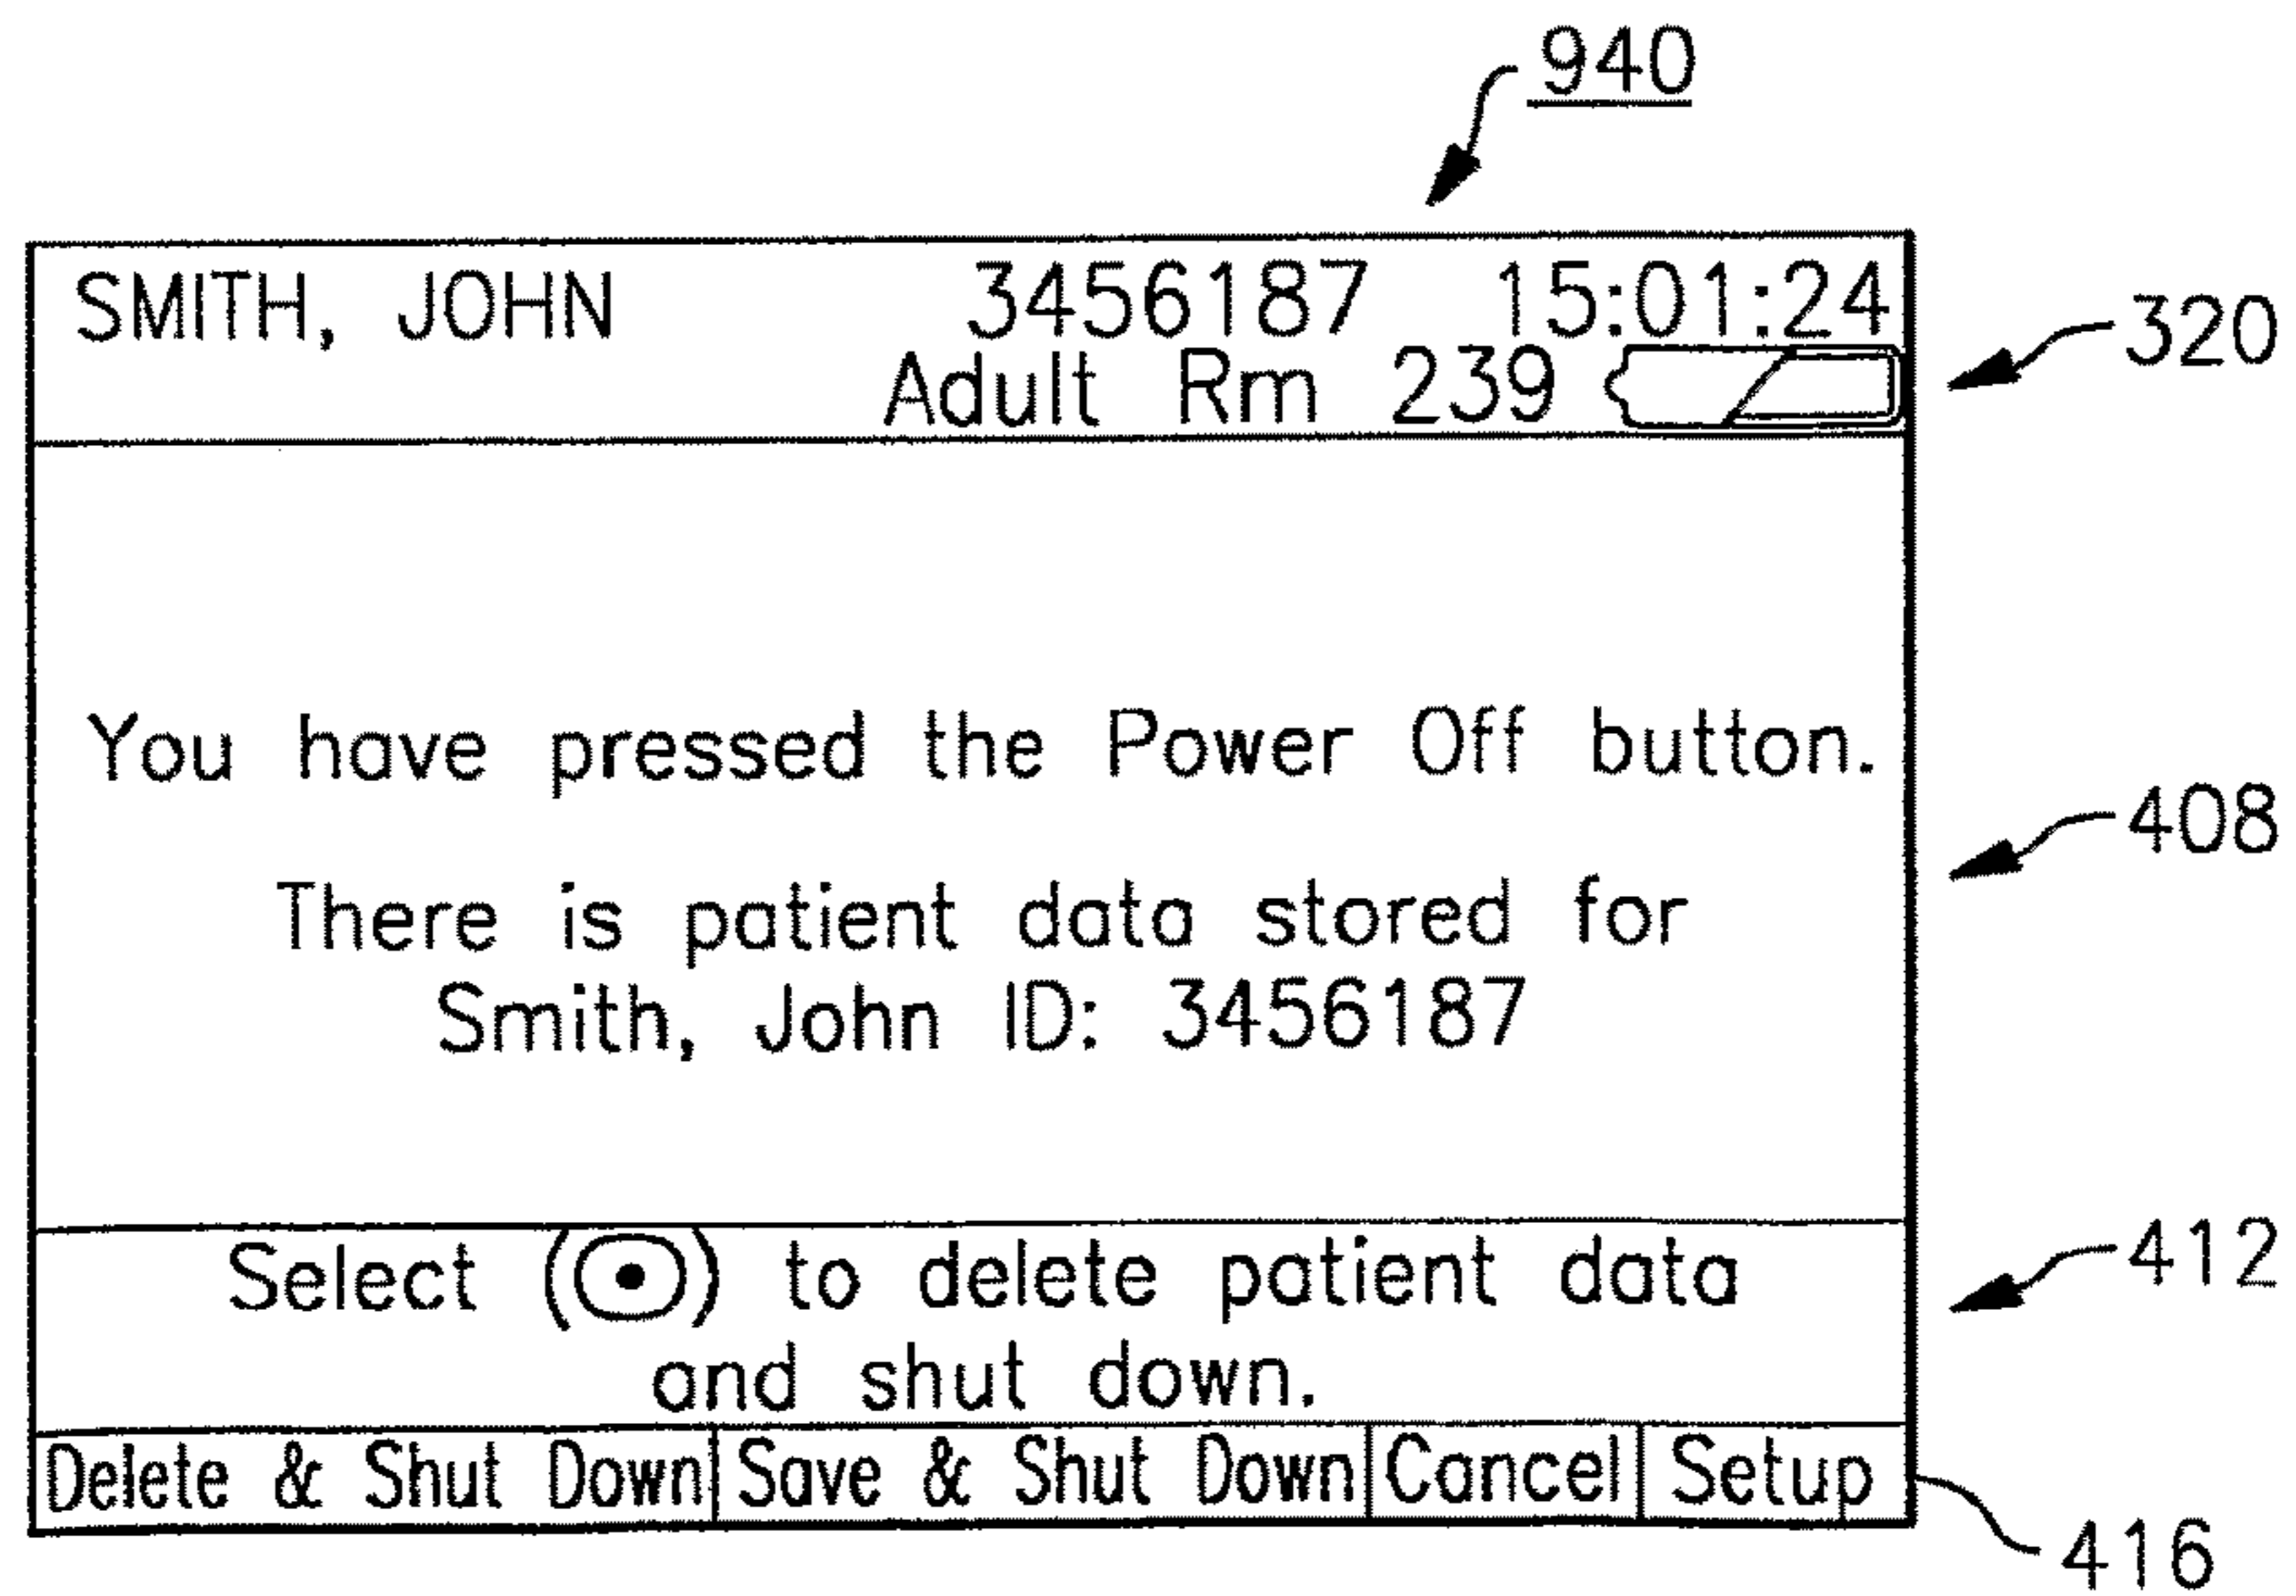 940
SMITH, JOHN 3456187 15:01:24
Adult Rm 239
320
You have pressed the Power Off button.
408
There is patient data stored for
Smith, John ID: 3456187
412
Select (⦿) to delete patient data
and shut down.
Delete & Shut Down Save & Shut Down Cancel Setup
416